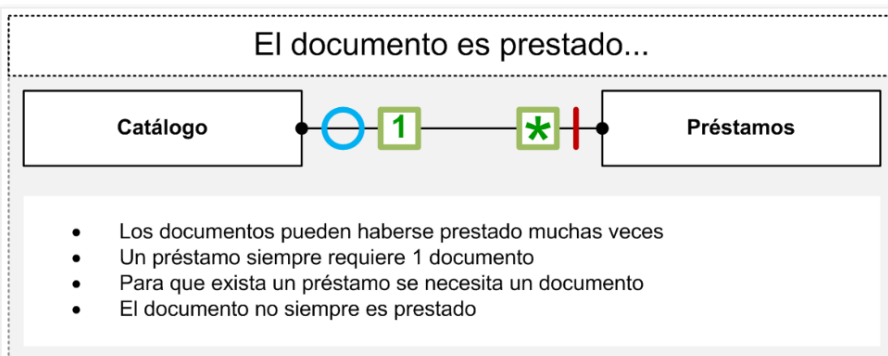 El documento es prestado...
Catálogo 1 * Préstamos
• Los documentos pueden haberse prestado muchas veces
• Un préstamo siempre requiere 1 documento
• Para que exista un préstamo se necesita un documento
• El documento no siempre es prestado